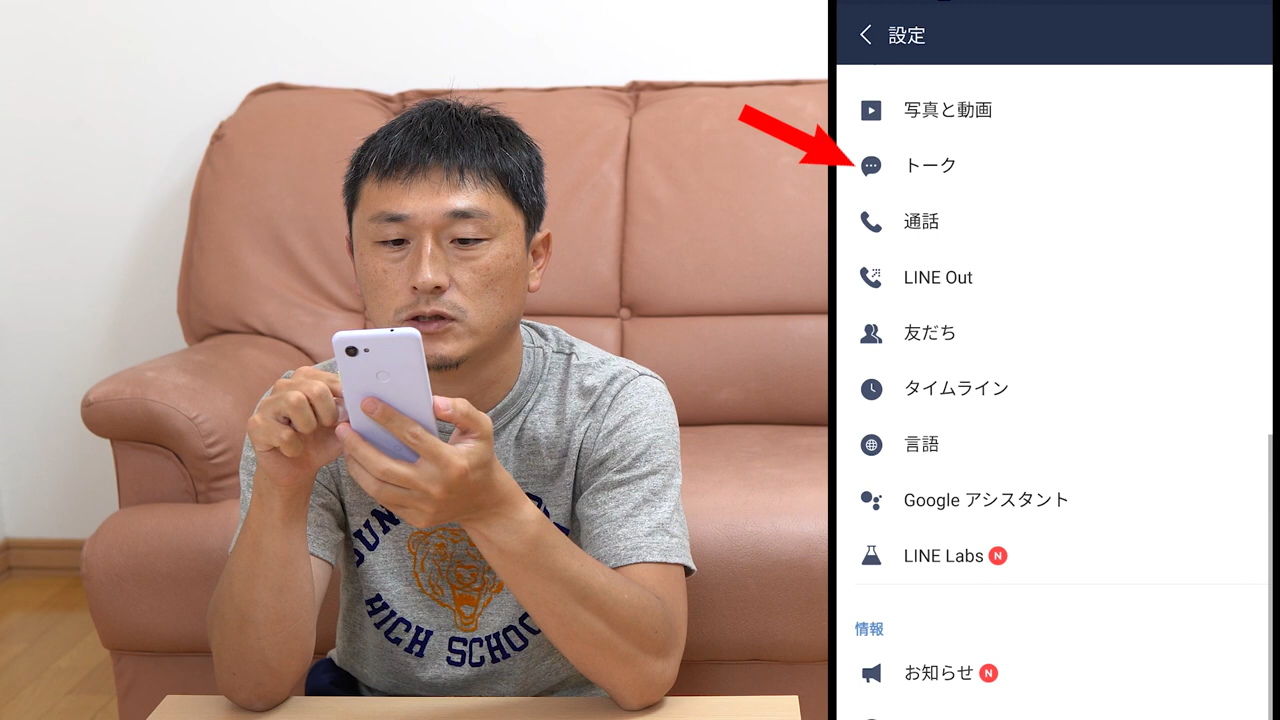 設定
写真と動画
トーク
通話
LINE Out
友だち
タイムライン
言語
Google アシスタント
LINE Labs N
情報
お知らせ N
HIGH SCHOO